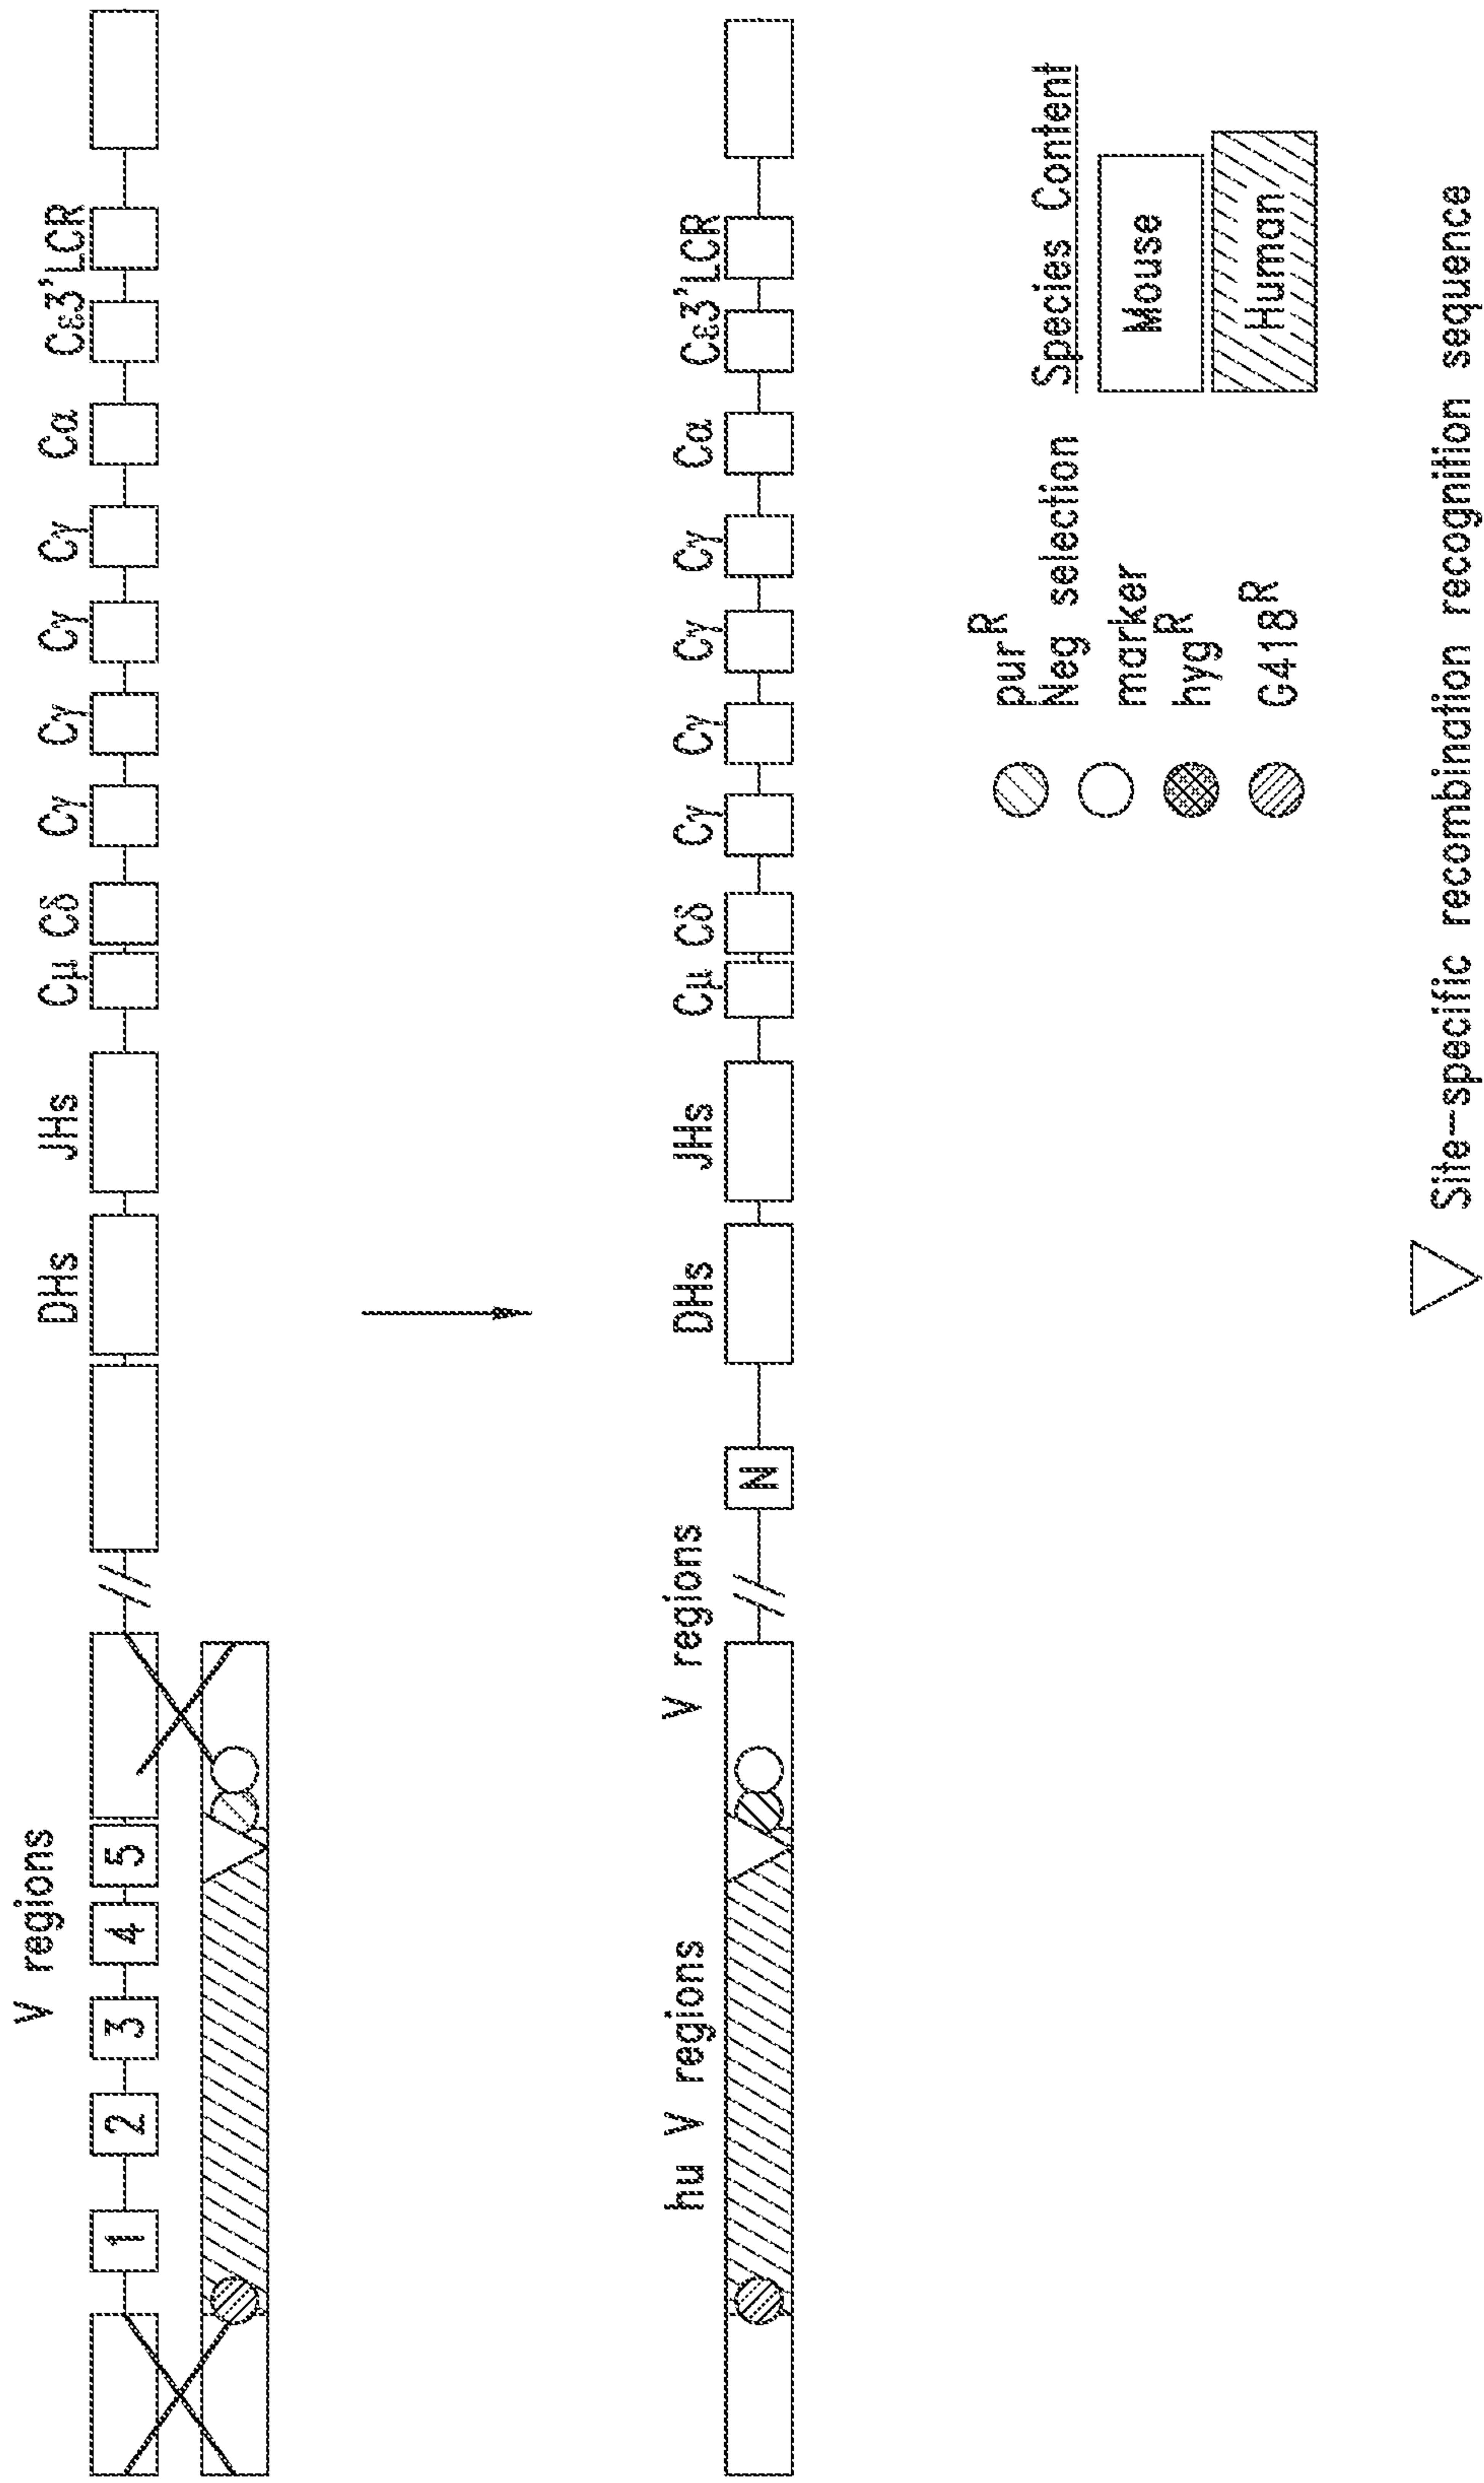 V regions
DHs JHs Cμ Cδ Cγ Cγ Cγ Cγ Cα Cε3'LCR
1 2 3 4 5
hu V regions V regions DHs JHs Cμ Cδ Cγ Cγ Cγ Cγ Cα Cε3'LCR
N
purR
Neg selection
marker
hygR
G418R
Species Content
Mouse
Human
Site-specific recombination recognition sequence